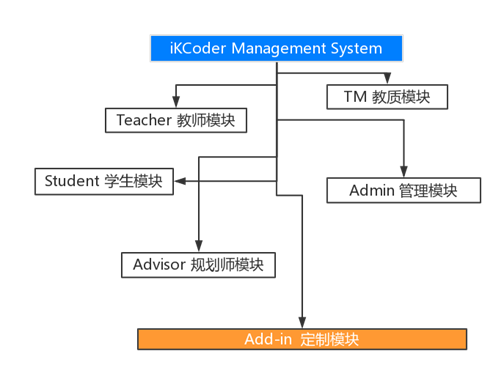 iKCoder Management System
TM 教质模块
Teacher 教师模块
Student 学生模块
Admin 管理模块
Advisor 规划师模块
Add-in 定制模块